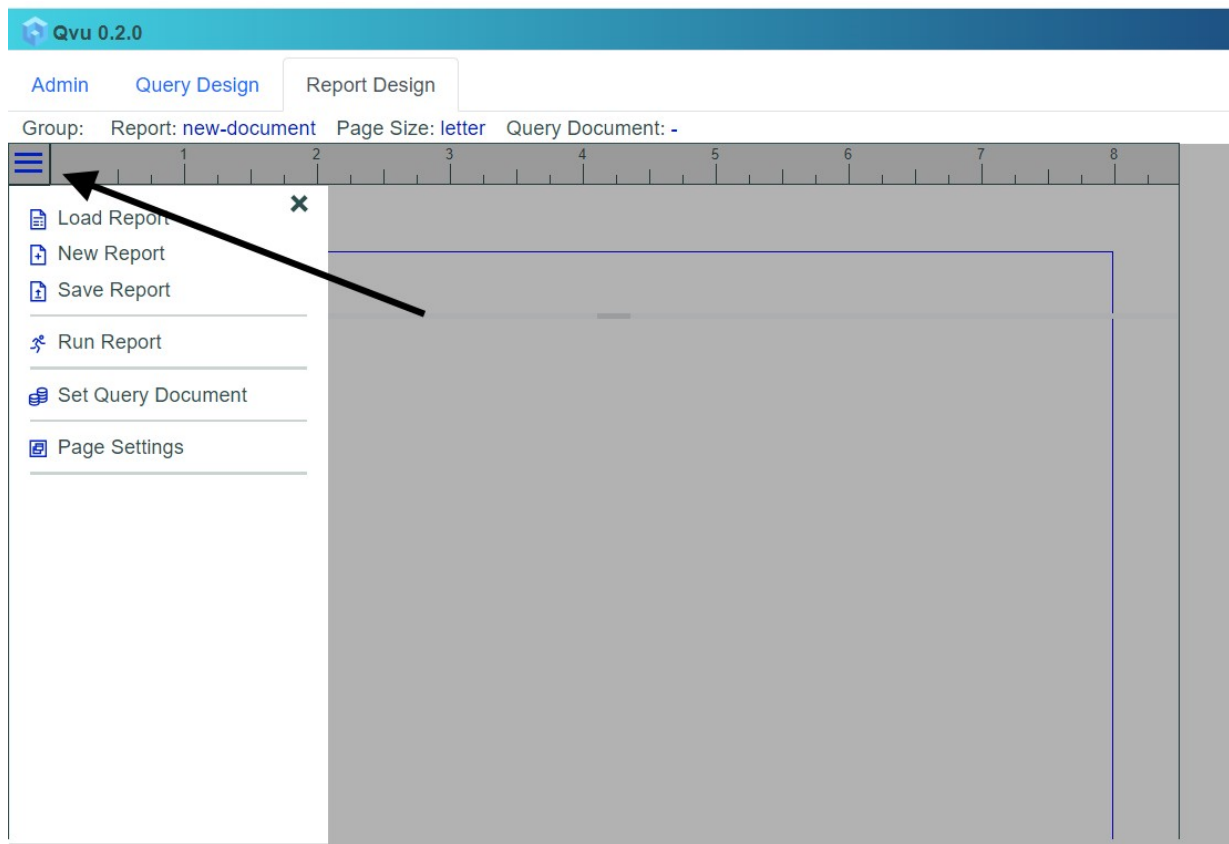 Qvu 0.2.0
Admin Query Design Report Design
Group: Report: new-document Page Size: letter Query Document: -
1 2 3 4 5 6 7 8
Load Report
New Report
Save Report
Run Report
Set Query Document
Page Settings